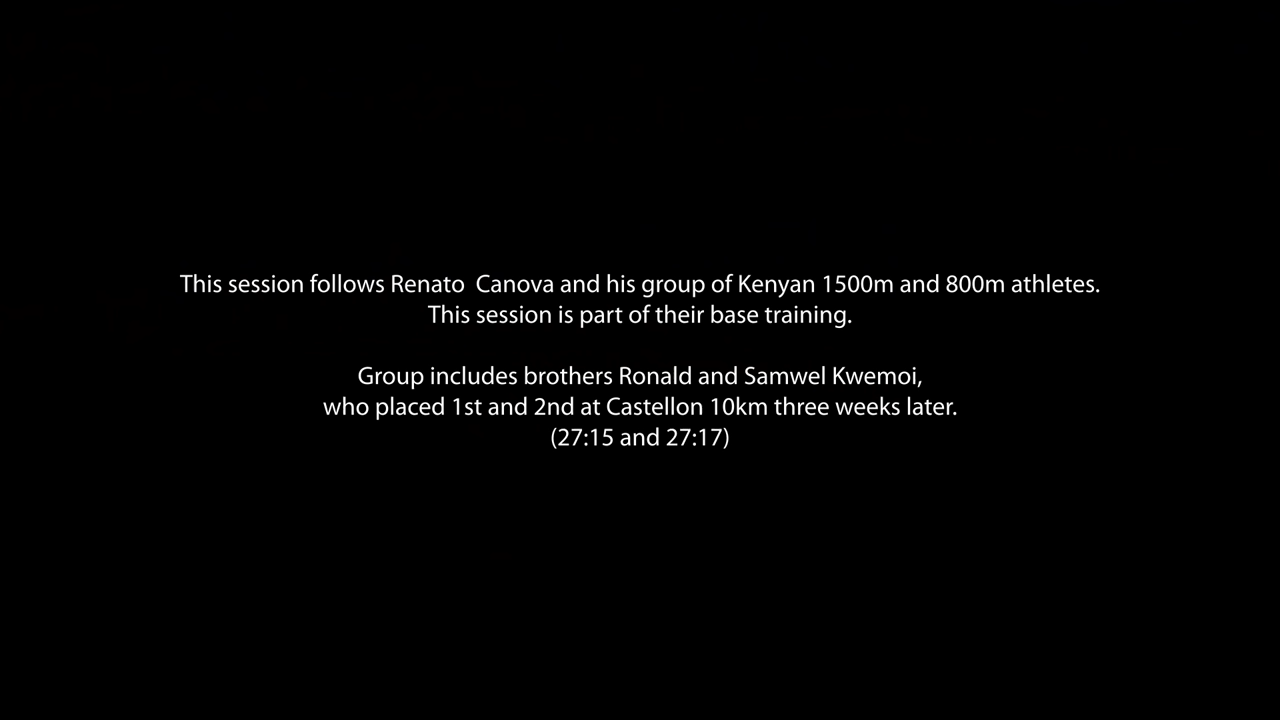 This session follows Renato  Canova and his group of Kenyan 1500m and 800m athletes.
This session is part of their base training.
Group includes brothers Ronald and Samwel Kwemoi,
who placed 1st and 2nd at Castellon 10km three weeks later.
(27:15 and 27:17)